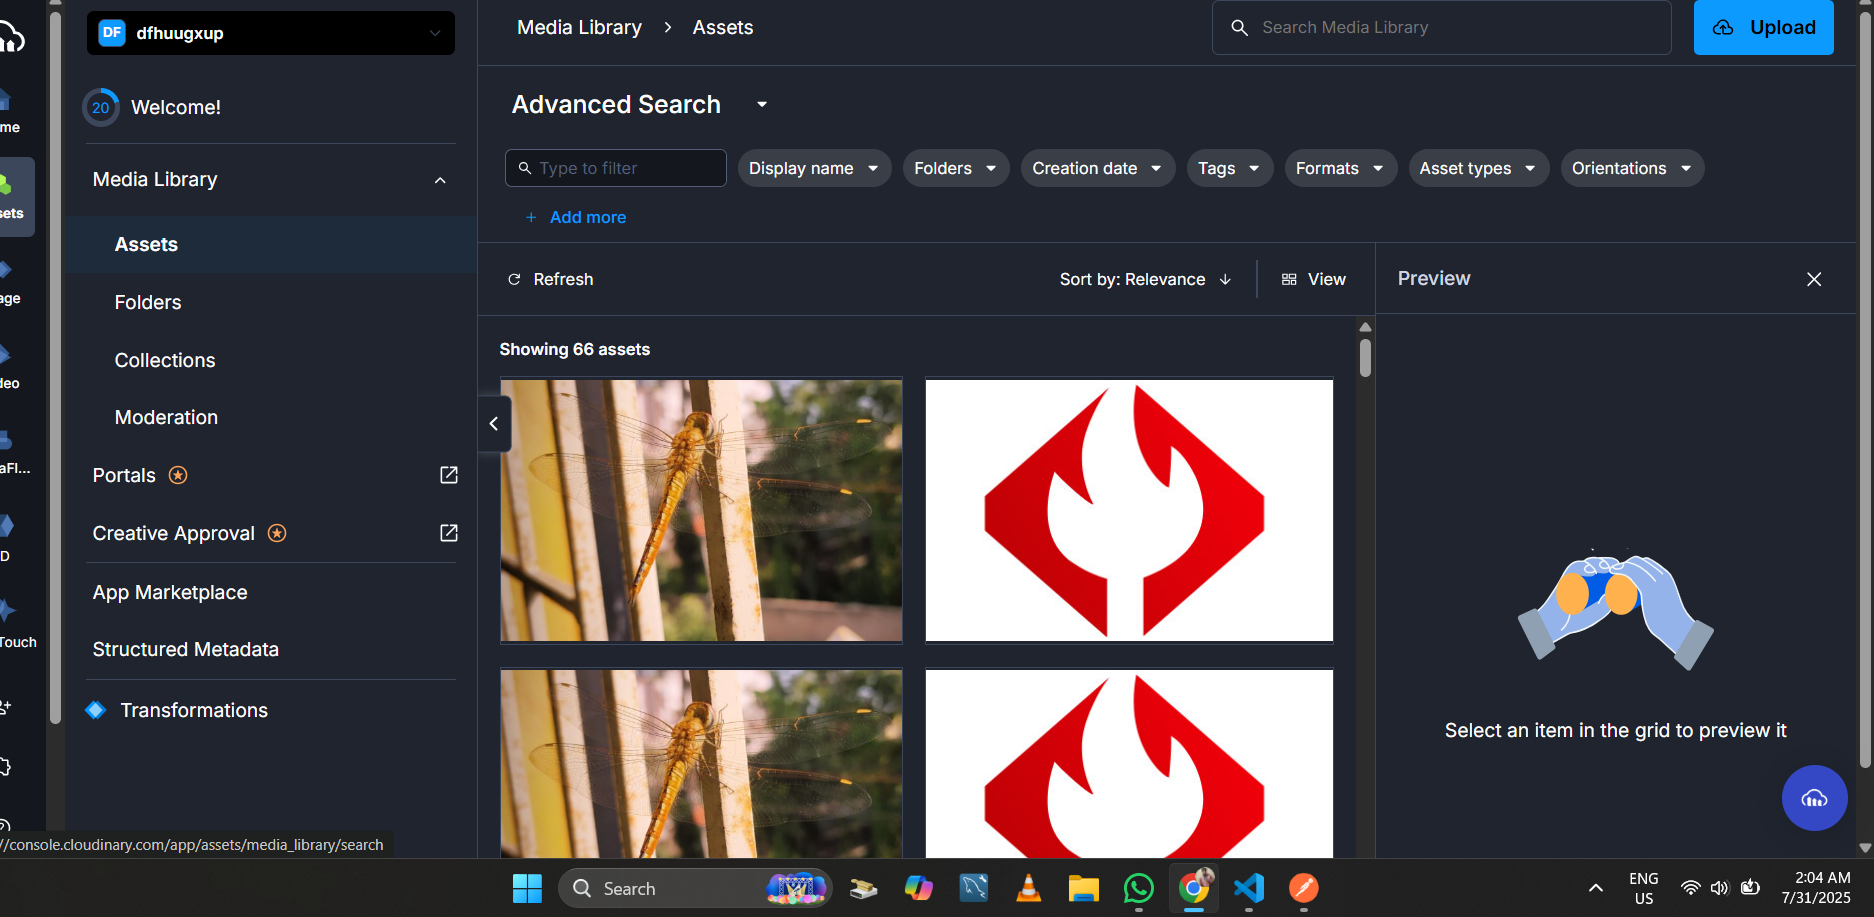 DF dfhuugxup
Media Library > Assets
Search Media Library
Upload
20 Welcome!
Media Library
Assets
Folders
Collections
Moderation
Portals
Creative Approval
App Marketplace
Structured Metadata
Transformations
me
sets
age
deo
aFl...
D
Touch
Advanced Search
Type to filter
Display name
Folders
Creation date
Tags
Formats
Asset types
Orientations
+ Add more
Refresh
Sort by: Relevance
View
Preview
Showing 66 assets
Select an item in the grid to preview it
//console.cloudinary.com/app/assets/media_library/search
Search
ENG
US
2:04 AM
7/31/2025